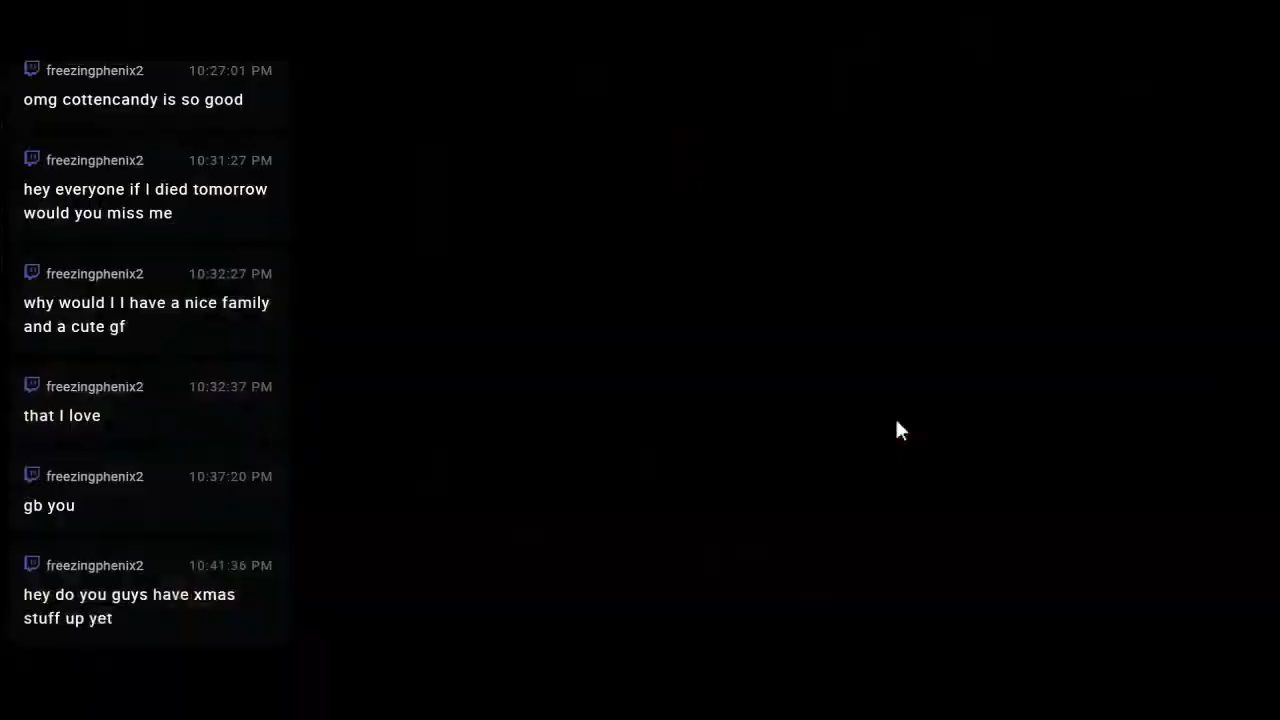 freezingphenix2 10:27:01 PM
omg cottencandy is so good
freezingphenix2 10:31:27 PM
hey everyone if I died tomorrow
would you miss me
freezingphenix2 10:32:27 PM
why would I I have a nice family
and a cute gf
freezingphenix2 10:32:37 PM
that I love
freezingphenix2 10:37:20 PM
gb you
freezingphenix2 10:41:36 PM
hey do you guys have xmas
stuff up yet